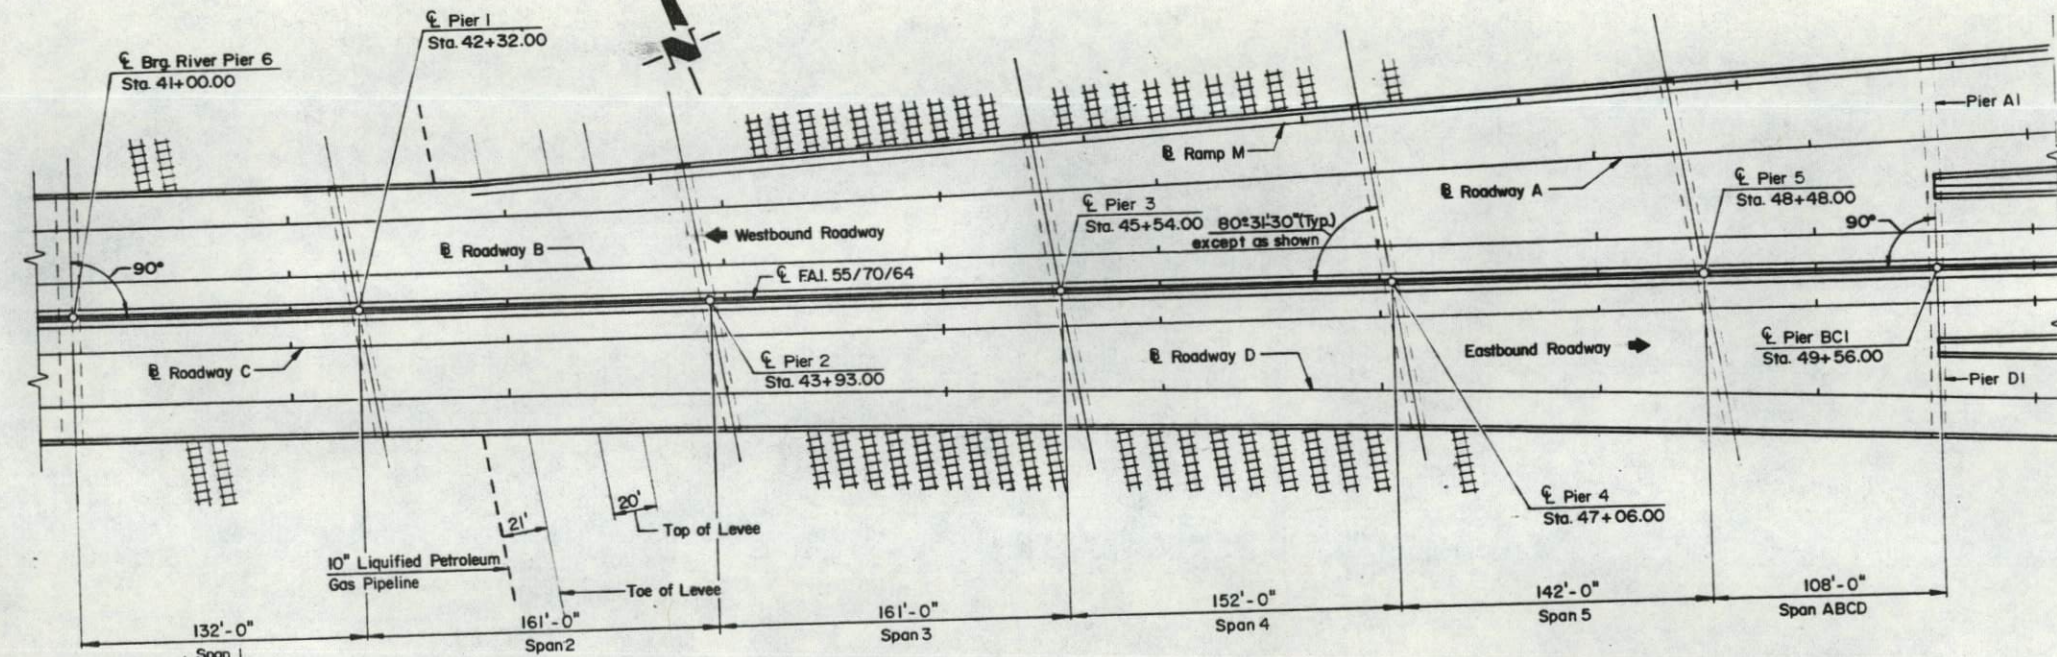 ℄ Brg. River Pier 6
Sta. 41+00.00
℄ Pier 1
Sta. 42+32.00
℄ Pier 2
Sta. 43+93.00
℄ Pier 3
Sta. 45+54.00
80°31'30" (Typ.)
except as shown
℄ Pier 4
Sta. 47+06.00
℄ Pier 5
Sta. 48+48.00
℄ Pier BC1
Sta. 49+56.00
Pier A1
Pier D1
90°
90°
Ramp M
Roadway A
Roadway B
Westbound Roadway
℄ F.A.I. 55/70/64
Roadway C
Roadway D
Eastbound Roadway
21'
20'
Top of Levee
10" Liquified Petroleum
Gas Pipeline
Toe of Levee
132'-0"
Span 1
161'-0"
Span 2
161'-0"
Span 3
152'-0"
Span 4
142'-0"
Span 5
108'-0"
Span ABCD